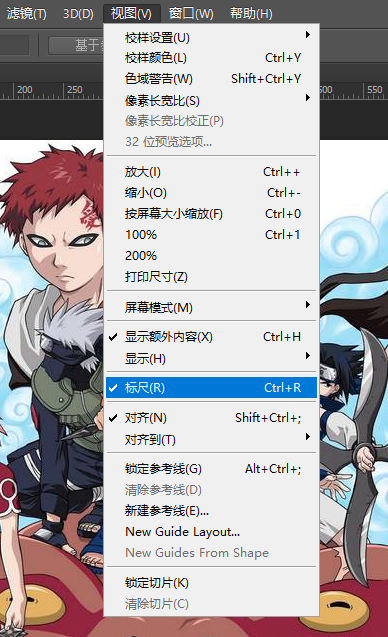 滤镜(T) 3D(D) 视图(V) 窗口(W) 帮助(H)
基于
200 250 500 550
校样设置(U)
校样颜色(L) Ctrl+Y
色域警告(W) Shift+Ctrl+Y
像素长宽比(S)
像素长宽比校正(P)
32 位预览选项...
放大(I) Ctrl++
缩小(O) Ctrl+-
按屏幕大小缩放(F) Ctrl+0
100% Ctrl+1
200%
打印尺寸(Z)
屏幕模式(M)
显示额外内容(X) Ctrl+H
显示(H)
标尺(R) Ctrl+R
对齐(N) Shift+Ctrl+;
对齐到(T)
锁定参考线(G) Alt+Ctrl+;
清除参考线(D)
新建参考线(E)...
New Guide Layout...
New Guides From Shape
锁定切片(K)
清除切片(C)